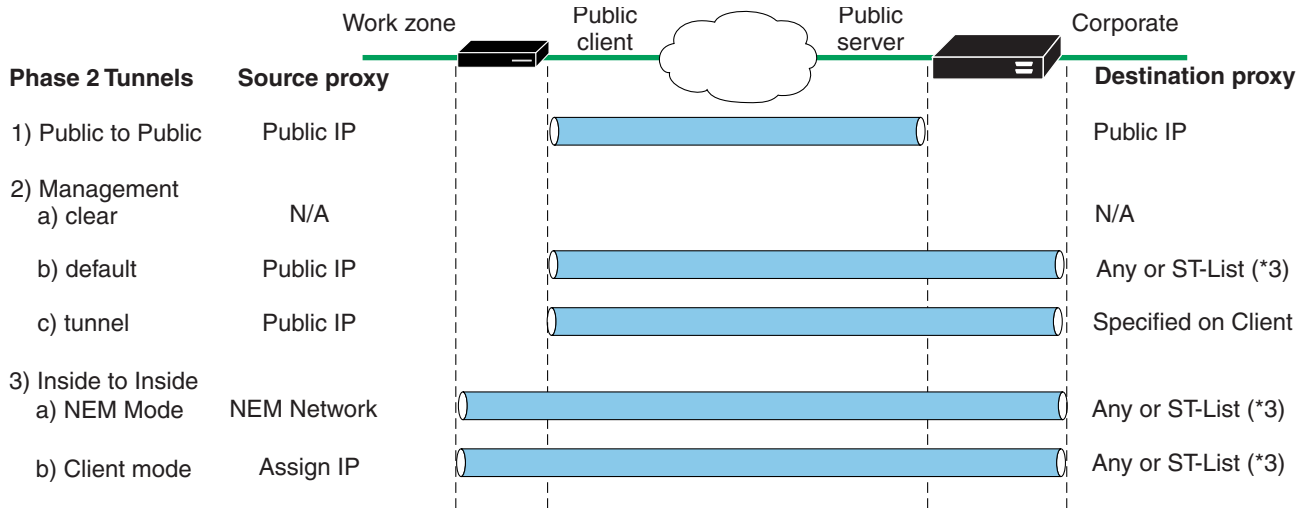 Work zone
Public
client
Public
server
Corporate
Phase 2 Tunnels
Source proxy
Destination proxy
1) Public to Public
Public IP
Public IP
2) Management
a) clear
N/A
N/A
b) default
Public IP
Any or ST-List (*3)
c) tunnel
Public IP
Specified on Client
3) Inside to Inside
a) NEM Mode
NEM Network
Any or ST-List (*3)
b) Client mode
Assign IP
Any or ST-List (*3)